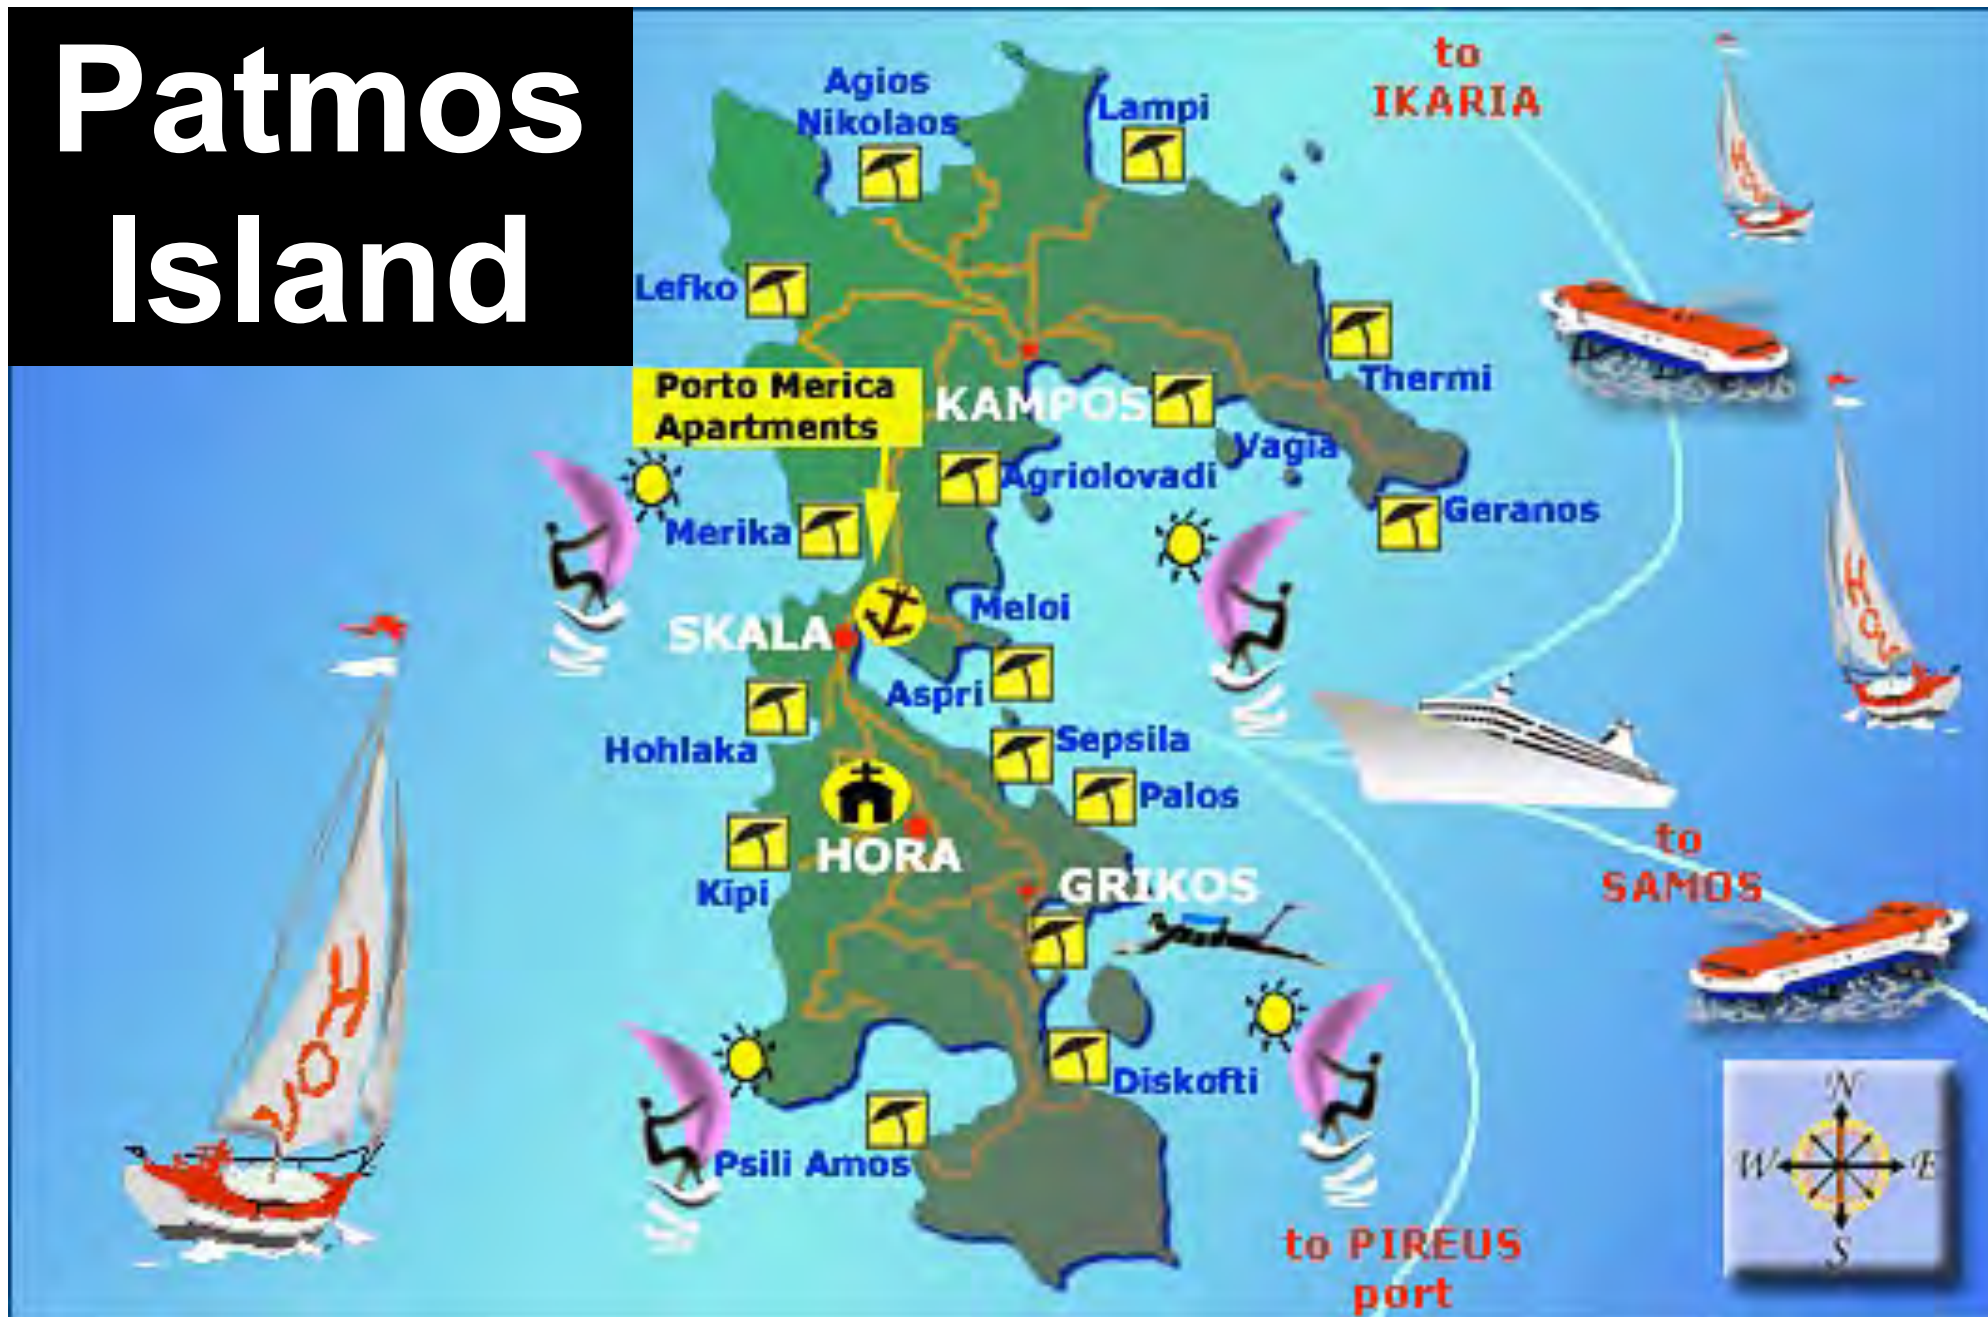 Patmos
Island
to
IKARIA
Agios
Nikolaos
Lampi
Lefko
Thermi
Porto Merica
Apartments
KAMPOS
Vagia
Agriolovadi
Geranos
Merika
Meloi
SKALA
Aspri
Hohlaka
Sepsila
Palos
to
SAMOS
HORA
GRIKOS
Kipi
Diskofti
Psili Amos
to PIREUS
port
N
W E
S